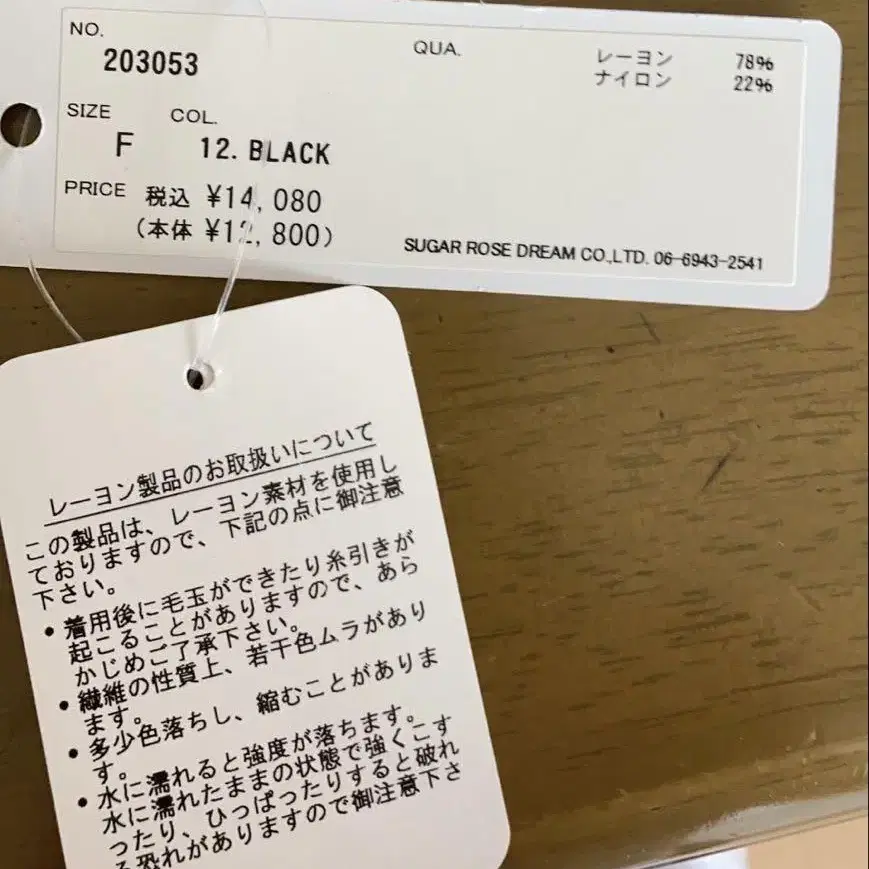 NO.
203053
QUA.
レーヨン 78%
ナイロン 22%
SIZE COL.
F 12. BLACK
PRICE 税込 ¥14,080
(本体 ¥12,800)
SUGAR ROSE DREAM CO.,LTD. 06-6943-2541
レーヨン製品のお取扱いについて
この製品は、レーヨン素材を使用し
ておりますので、下記の点に御注意
下さい。
• 着用後に毛玉ができたり糸引きが
起こることがありますので、あら
かじめご了承下さい。
• 繊維の性質上、若干色ムラがあり
ます。
• 多少色落ちし、縮むことがありま
す。
• 水に濡れると強度が落ちます。
水に濡れたままの状態で強くこす
ったり、ひっぱったりすると破れ
る恐れがありますので御注意下さ